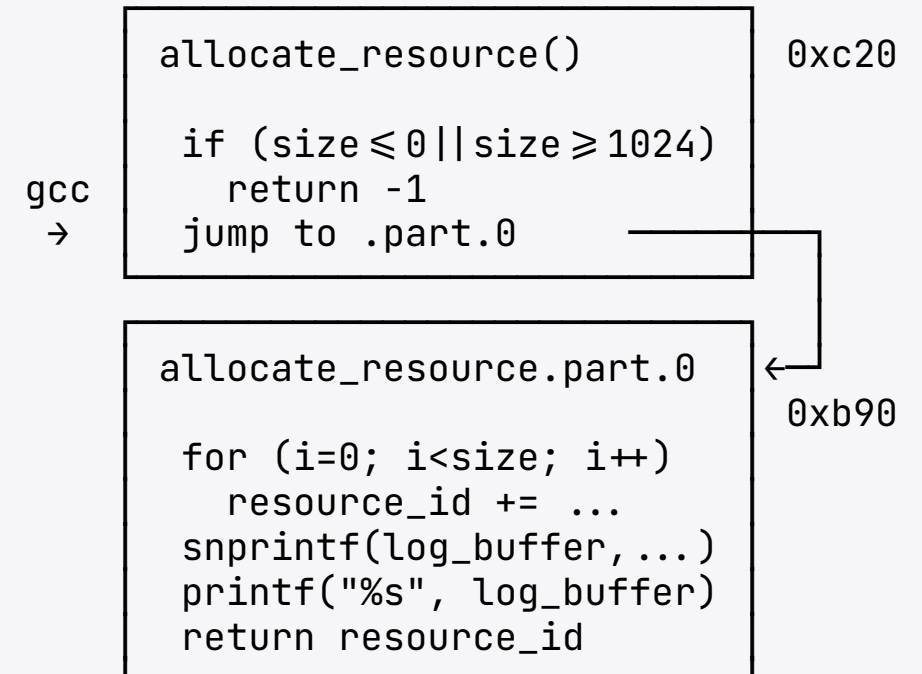 allocate_resource()
0xc20
if (size<=0||size>=1024)
gcc
return -1
→
jump to .part.0
allocate_resource.part.0
←
0xb90
for (i=0; i<size; i++)
resource_id += ...
snprintf(log_buffer,...)
printf("%s", log_buffer)
return resource_id